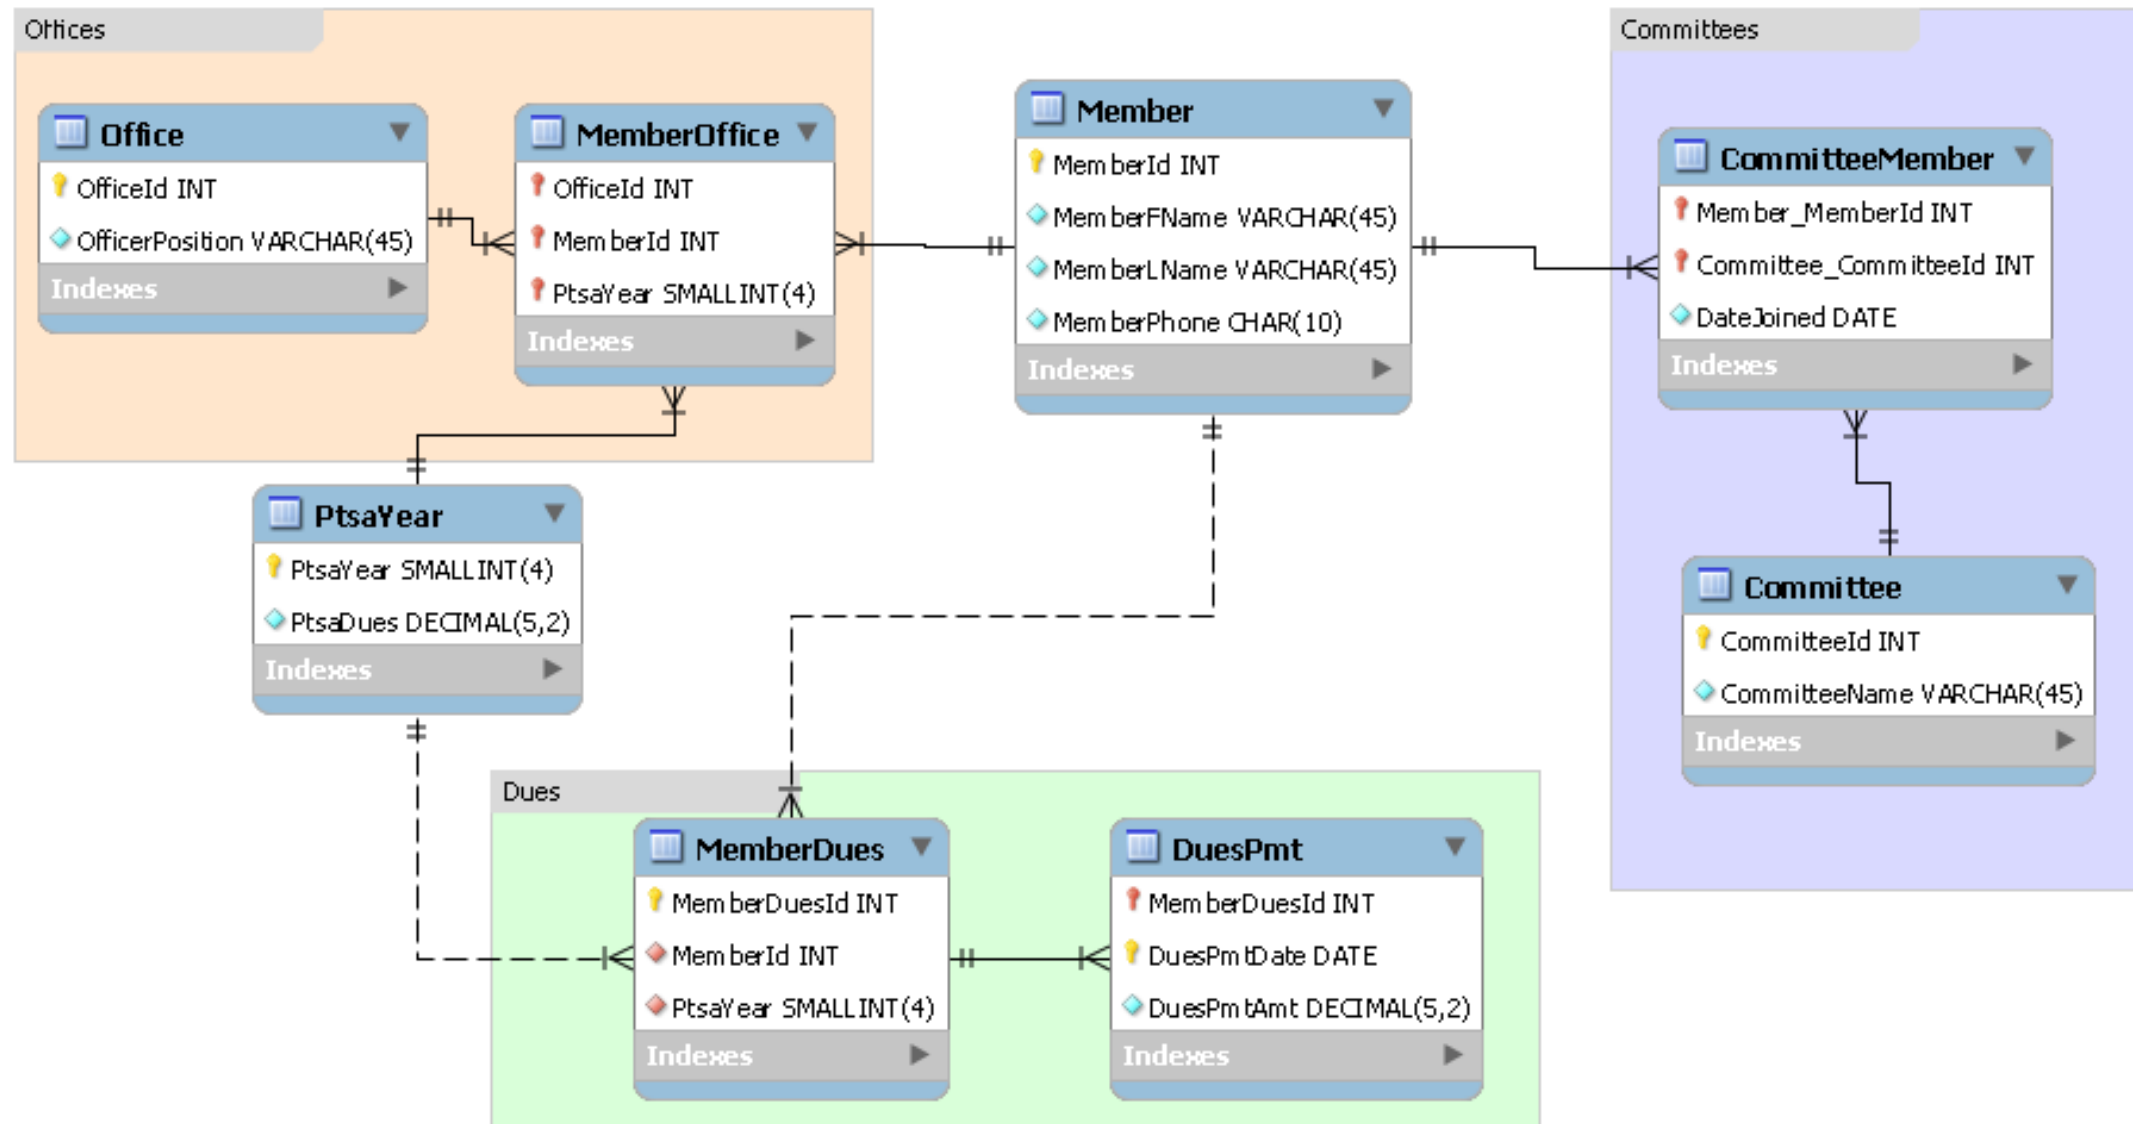 Offices
Office
OfficeId INT
OfficerPosition VARCHAR(45)
Indexes
MemberOffice
OfficeId INT
MemberId INT
PtsaYear SMALLINT(4)
Indexes
Member
MemberId INT
MemberFName VARCHAR(45)
MemberLName VARCHAR(45)
MemberPhone CHAR(10)
Indexes
Committees
CommitteeMember
Member_MemberId INT
Committee_CommitteeId INT
DateJoined DATE
Indexes
PtsaYear
PtsaYear SMALLINT(4)
PtsaDues DECIMAL(5,2)
Indexes
Committee
CommitteeId INT
CommitteeName VARCHAR(45)
Indexes
Dues
MemberDues
MemberDuesId INT
MemberId INT
PtsaYear SMALLINT(4)
Indexes
DuesPmt
MemberDuesId INT
DuesPmtDate DATE
DuesPmtAmt DECIMAL(5,2)
Indexes